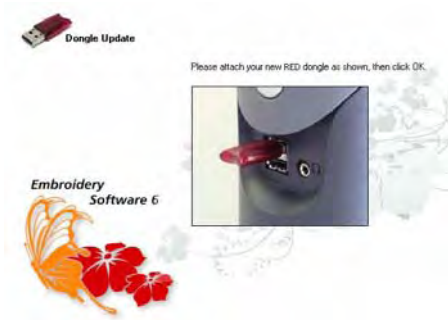 Dongle Update
Please attach your new RED dongle as shown, then click OK.
Embroidery
Software 6